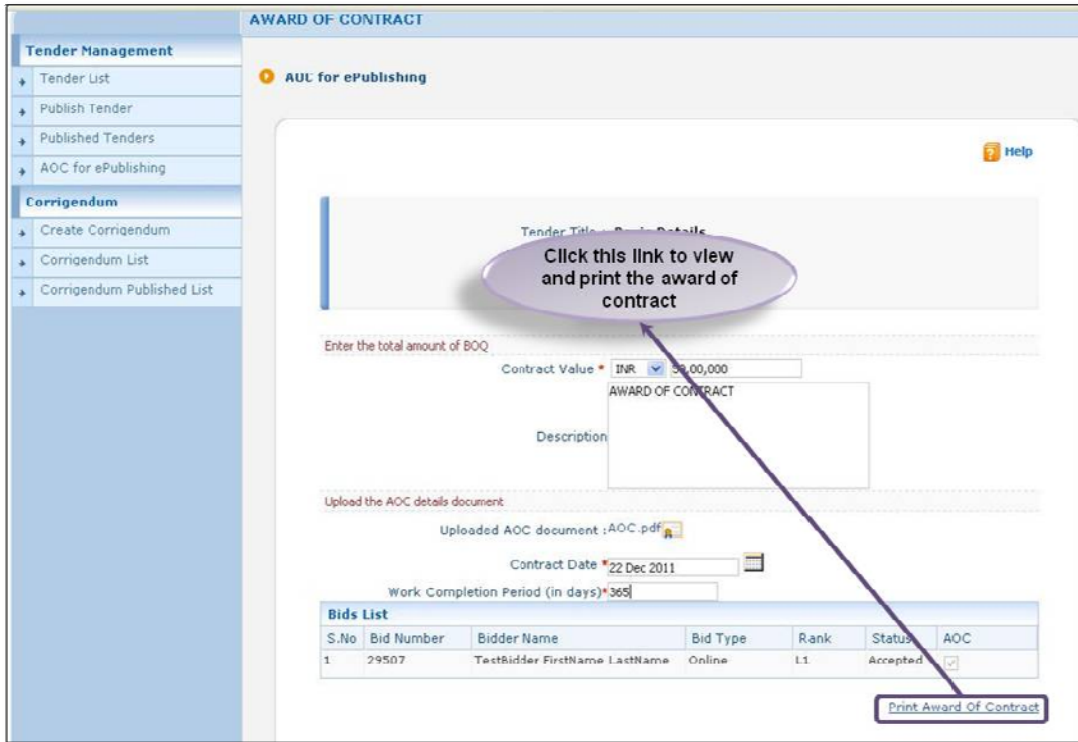 AWARD OF CONTRACT
Tender Management
Tender List
Publish Tender
Published Tenders
AOC for ePublishing
Corrigendum
Create Corrigendum
Corrigendum List
Corrigendum Published List
AOC for ePublishing
Help
Tender Title : Details
Click this link to view
and print the award of
contract
Enter the total amount of BOQ
Contract Value * INR 00,000
AWARD OF CONTRACT
Description
Upload the AOC details document
Uploaded AOC document : AOC.pdf
Contract Date * 22 Dec 2011
Work Completion Period (in days)* 365
Bids List
S.No Bid Number Bidder Name Bid Type Rank Status AOC
1 29507 TestBidder FirstName LastName Online L1 Accepted
Print Award Of Contract